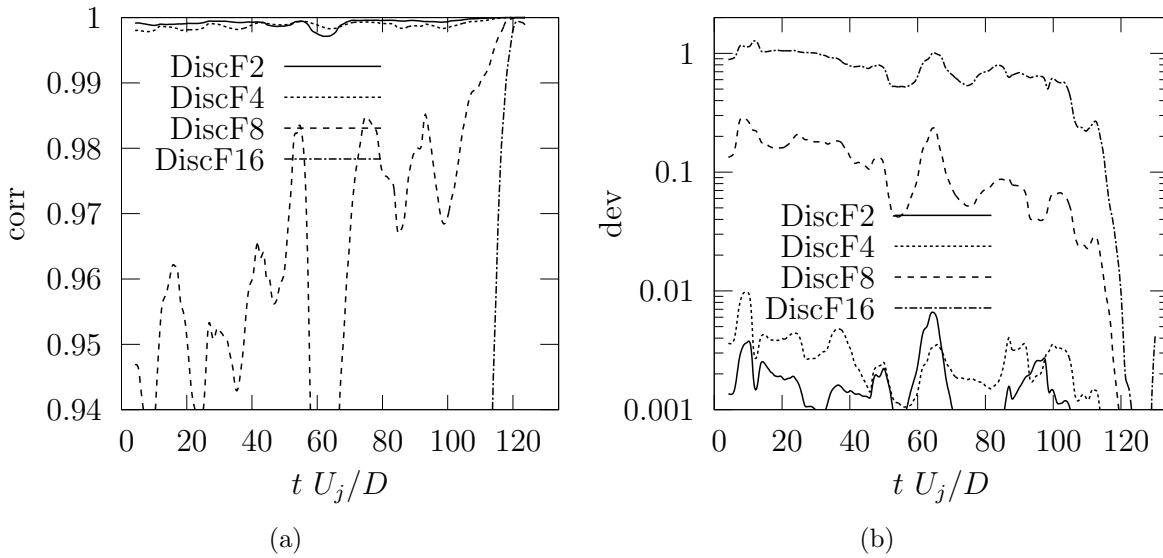 1
0.99
0.98
0.97
0.96
0.95
0.94
corr
DiscF2
DiscF4
DiscF8
DiscF16
0 20 40 60 80 100 120
t U_j/D
(a)
1
0.1
0.01
0.001
dev
DiscF2
DiscF4
DiscF8
DiscF16
0 20 40 60 80 100 120
t U_j/D
(b)